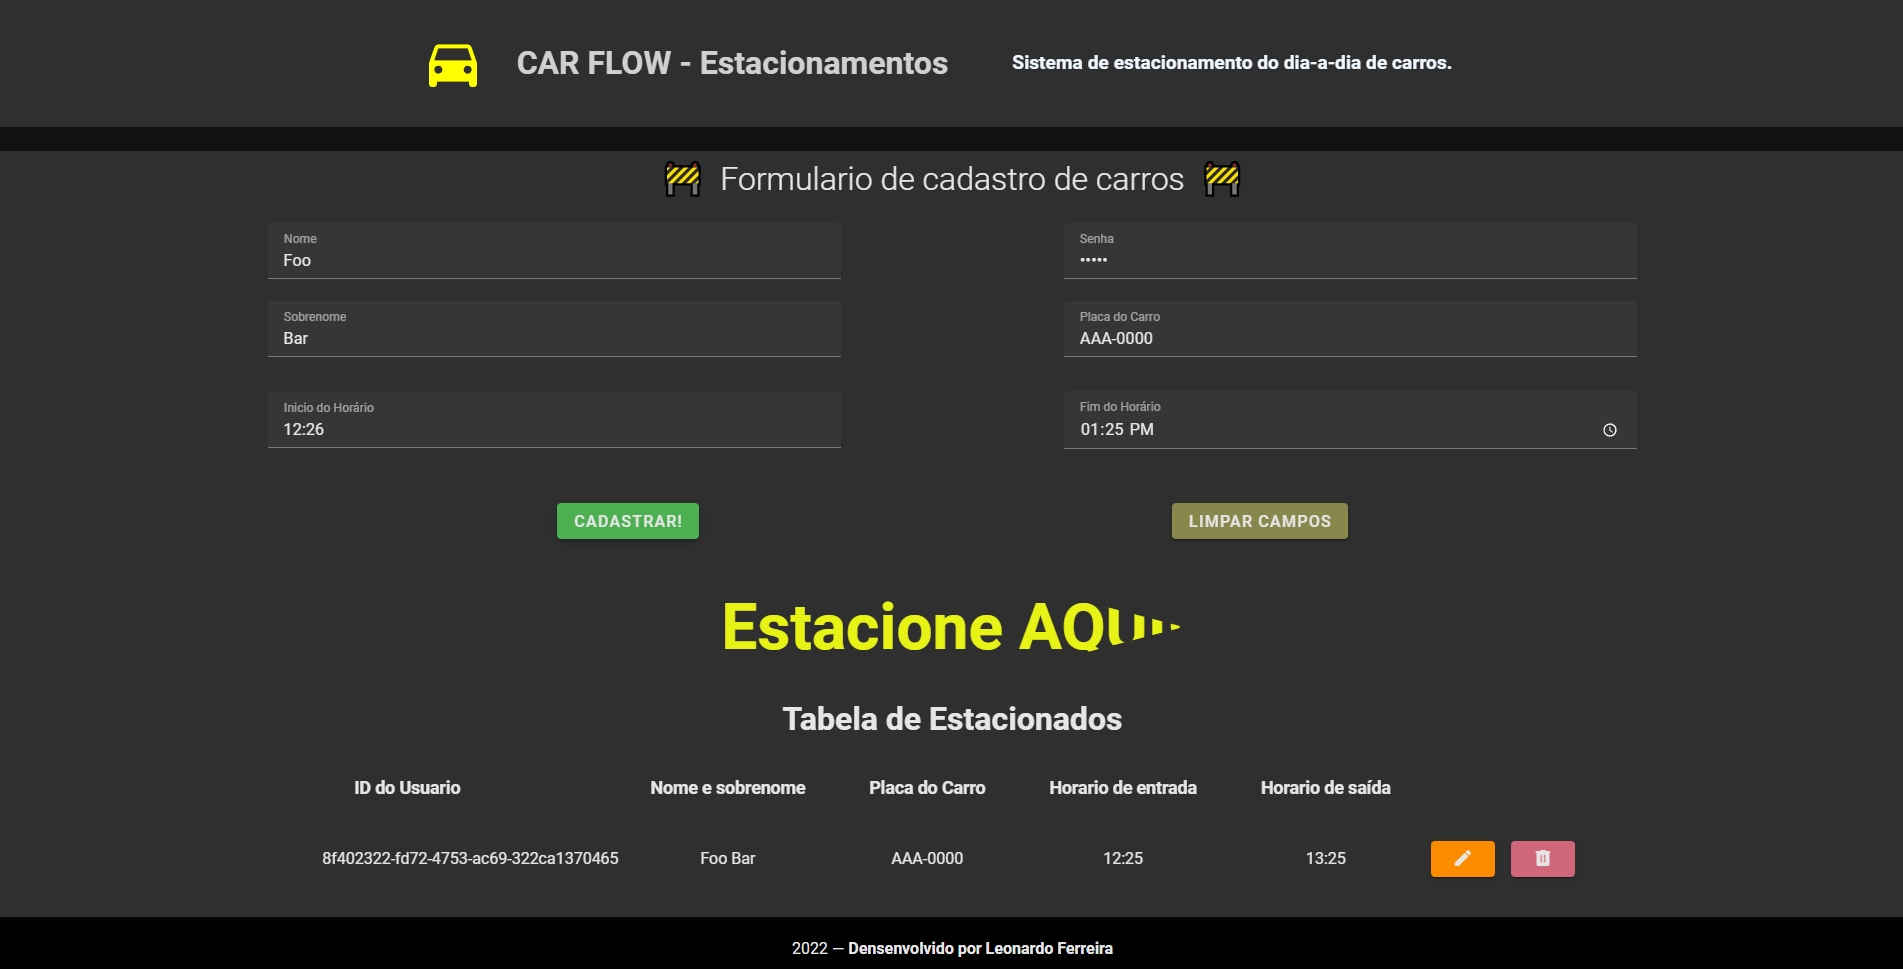 CAR FLOW - Estacionamentos
Sistema de estacionamento do dia-a-dia de carros.
Formulario de cadastro de carros
Nome
Foo
Senha
•••••
Sobrenome
Bar
Placa do Carro
AAA-0000
Inicio do Horário
12:26
Fim do Horário
01:25 PM
CADASTRAR!
LIMPAR CAMPOS
Estacione
Tabela de Estacionados
ID do Usuario Nome e sobrenome Placa do Carro Horario de entrada Horario de saída
8f402322-fd72-4753-ac69-322ca1370465 Foo Bar AAA-0000 12:25 13:25
2022 — Densenvolvido por Leonardo Ferreira